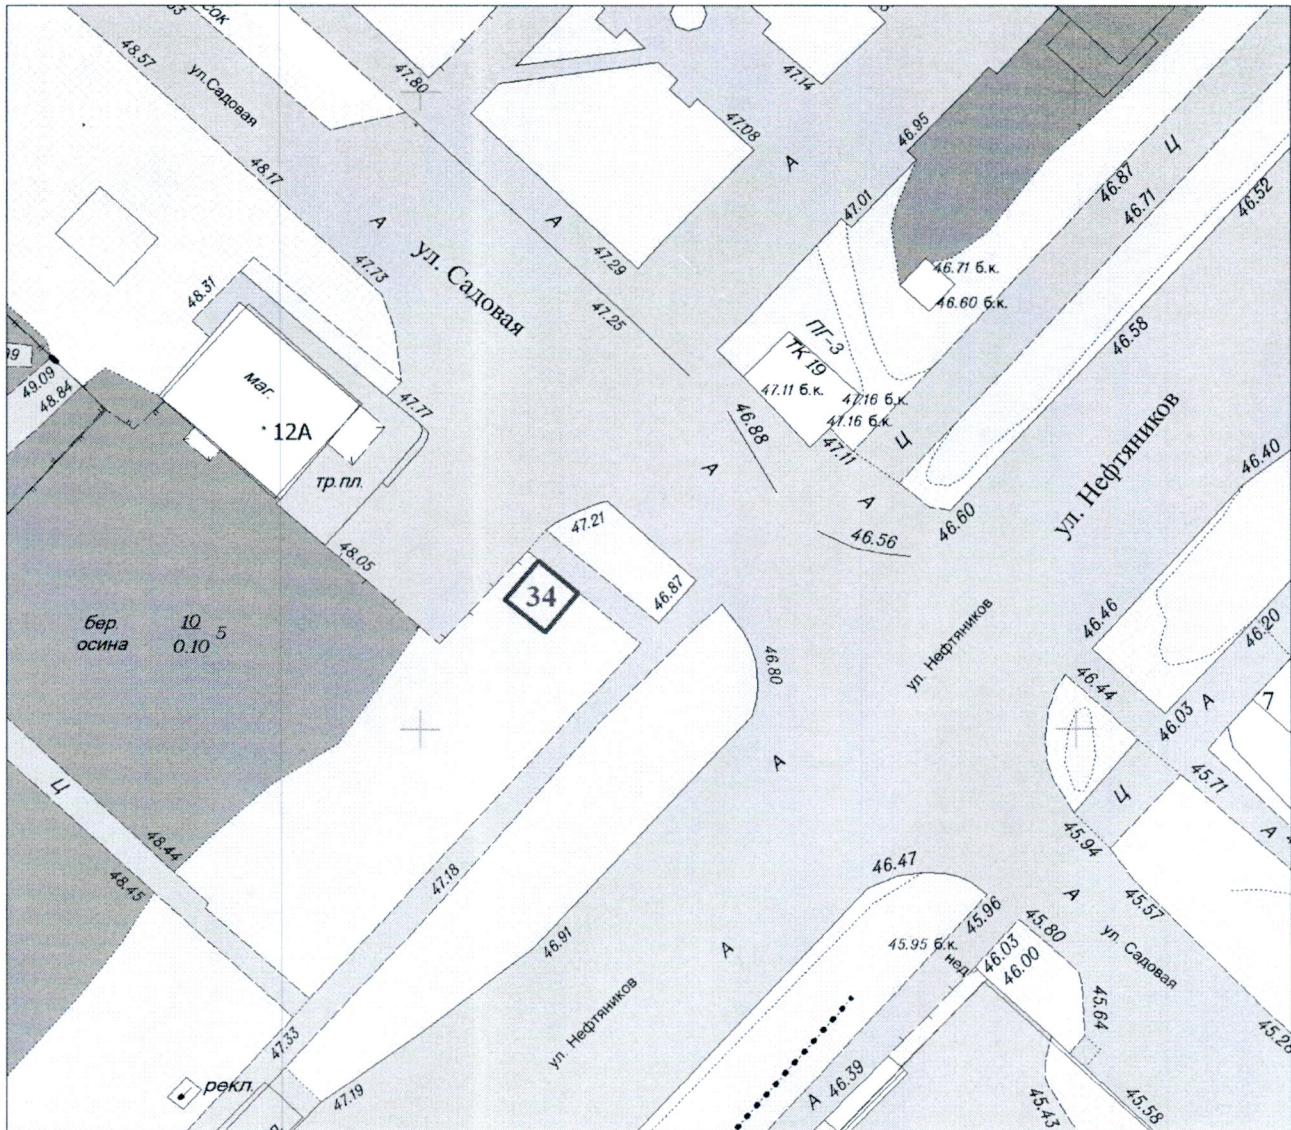 сок
48.57
ул.Садовая
47.80
47.14
47.08
46.95
А
Ц
46.87
46.71
46.52
48.17
А
А
47.01
ул. Садовая
47.73
47.29
46.71 б.к.
46.60 б.к.
48.31
47.25
46.58
ПГ-3
ТК 19
49.09
48.84
маг.
47.11 б.к.
47.16 б.к.
47.16 б.к.
47.77
12А
46.88
47.11
Ц
ул. Нефтяников
46.40
тр.пл.
А
А
47.21
46.60
46.56
48.05
34
46.87
бер.
осина
10
0.10
5
46.46
46.20
ул. Нефтяников
46.80
46.44
46.03
А
7
А
Ц
Ц
45.71
А
45.94
48.44
48.45
47.18
46.47
45.57
А
46.91
А
45.96
45.80
45.95 б.к.
нед.
46.03
46.00
ул. Садовая
ул. Нефтяников
45.64
45.28
47.33
рекл.
47.19
А
46.39
45.43
45.58